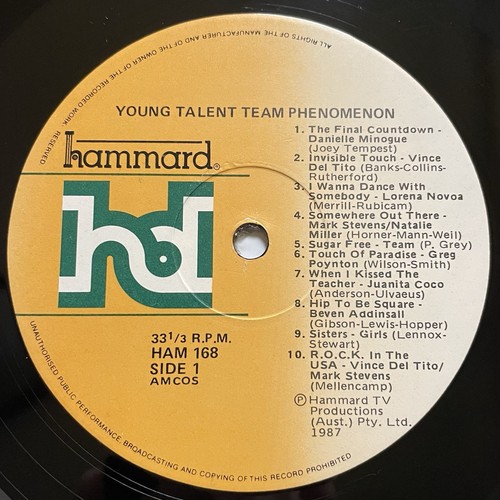 ALL RIGHTS OF THE MANUFACTURER AND OF THE OWNER OF THE RECORDED WORK RESERVED
YOUNG TALENT TEAM PHENOMENON
hammard®
hd
33 1/3 R.P.M.
HAM 168
SIDE 1
AMCOS
1. The Final Countdown -
Danielle Minogue
(Joey Tempest)
2. Invisible Touch - Vince
Del Tito (Banks-Collins-
Rutherford)
3. I Wanna Dance With
Somebody - Lorena Novoa
(Merrill-Rubicam)
4. Somewhere Out There -
Mark Stevens/Natalie
Miller (Horner-Mann-Weil)
5. Sugar Free - Team (P. Grey)
6. Touch Of Paradise - Greg
Poynton (Wilson-Smith)
7. When I Kissed The
Teacher - Juanita Coco
(Anderson-Ulvaeus)
8. Hip To Be Square -
Beven Addinsall
(Gibson-Lewis-Hopper)
9. Sisters - Girls (Lennox-
Stewart)
10. R.O.C.K. In The
USA - Vince Del Tito/
Mark Stevens
(Mellencamp)
Ⓟ Hammard TV
Productions
(Aust.) Pty. Ltd.
1987
UNAUTHORISED PUBLIC PERFORMANCE, BROADCASTING AND COPYING OF THIS RECORD PROHIBITED